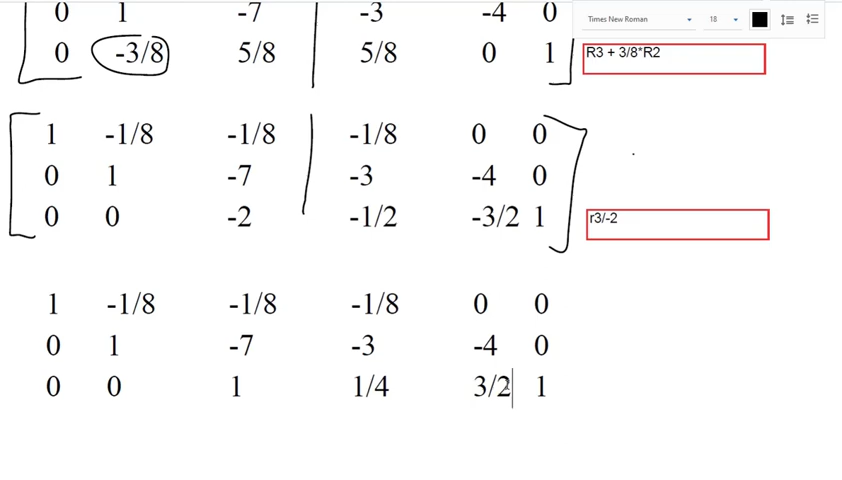 0 1 -7 -3 -4 0
Times New Roman 18
0 -3/8 5/8 5/8 0 1
R3 + 3/8*R2
1 -1/8 -1/8 -1/8 0 0
0 1 -7 -3 -4 0
0 0 -2 -1/2 -3/2 1
r3/-2
1 -1/8 -1/8 -1/8 0 0
0 1 -7 -3 -4 0
0 0 1 1/4 3/2 1